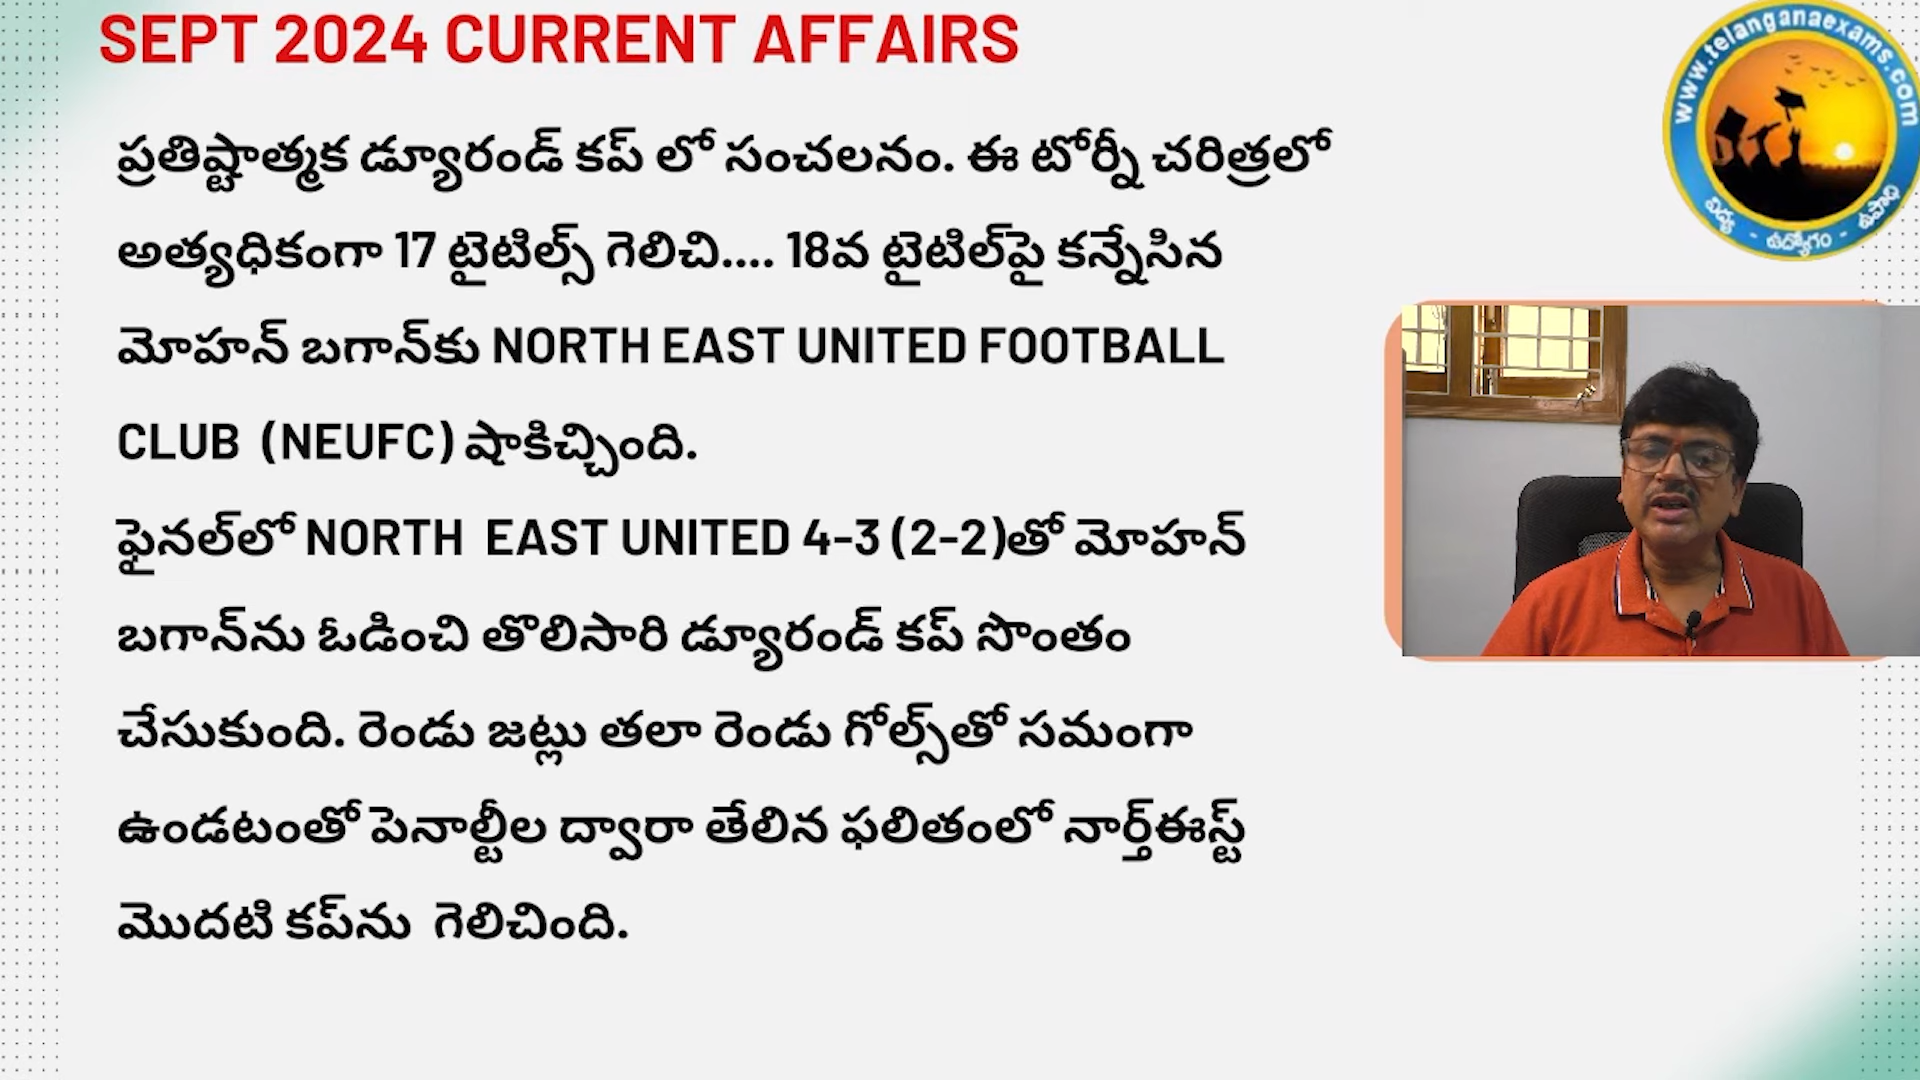 SEPT 2024 CURRENT AFFAIRS
www.telanganaexams.com
విద్య - ఉద్యోగం - ఉపాధి
ప్రతిష్టాత్మక డ్యూరండ్ కప్ లో సంచలనం. ఈ టోర్నీ చరిత్రలో
అత్యధికంగా 17 టైటిల్స్ గెలిచి.... 18వ టైటిల్‌పై కన్నేసిన
మోహన్ బగాన్‌కు NORTH EAST UNITED FOOTBALL
CLUB (NEUFC) షాకిచ్చింది.
ఫైనల్‌లో NORTH EAST UNITED 4-3 (2-2)తో మోహన్
బగాన్‌ను ఓడించి తొలిసారి డ్యూరండ్ కప్ సొంతం
చేసుకుంది. రెండు జట్లు తలా రెండు గోల్స్‌తో సమంగా
ఉండటంతో పెనాల్టీల ద్వారా తేలిన ఫలితంలో నార్త్‌ఈస్ట్
మొదటి కప్‌ను గెలిచింది.